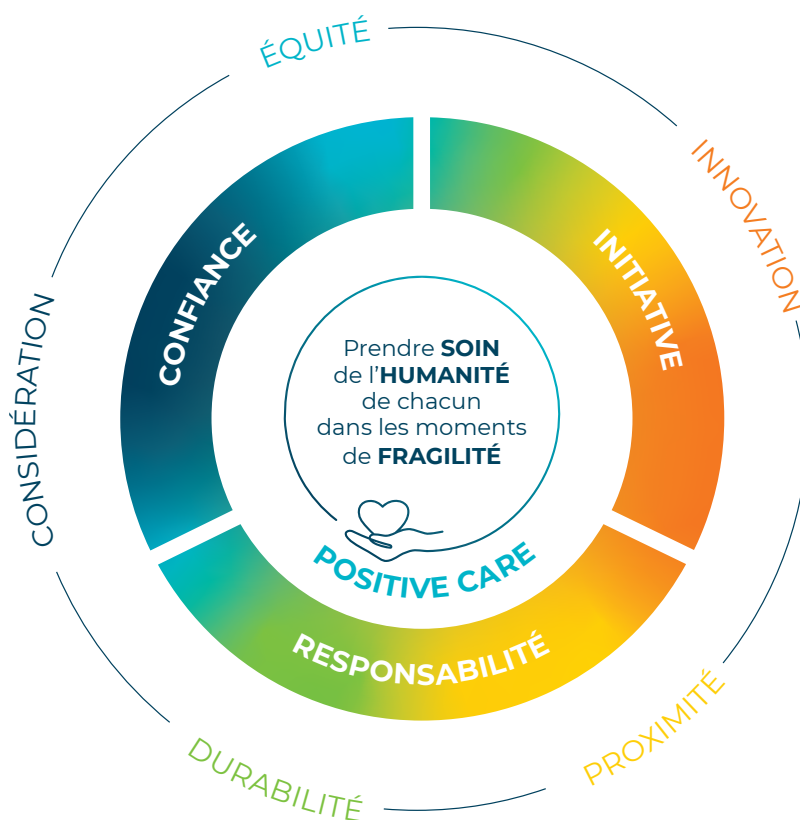 ÉQUITÉ
INNOVATION
CONFIANCE
INITIATIVE
CONSIDÉRATION
Prendre SOIN
de l'HUMANITÉ
de chacun
dans les moments
de FRAGILITÉ
POSITIVE CARE
RESPONSABILITÉ
PROXIMITÉ
DURABILITÉ